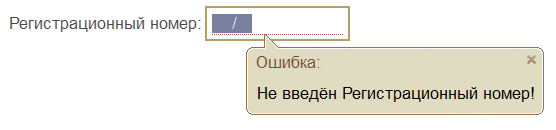 Регистрационный номер: /
Ошибка: ×
Не введён Регистрационный номер!